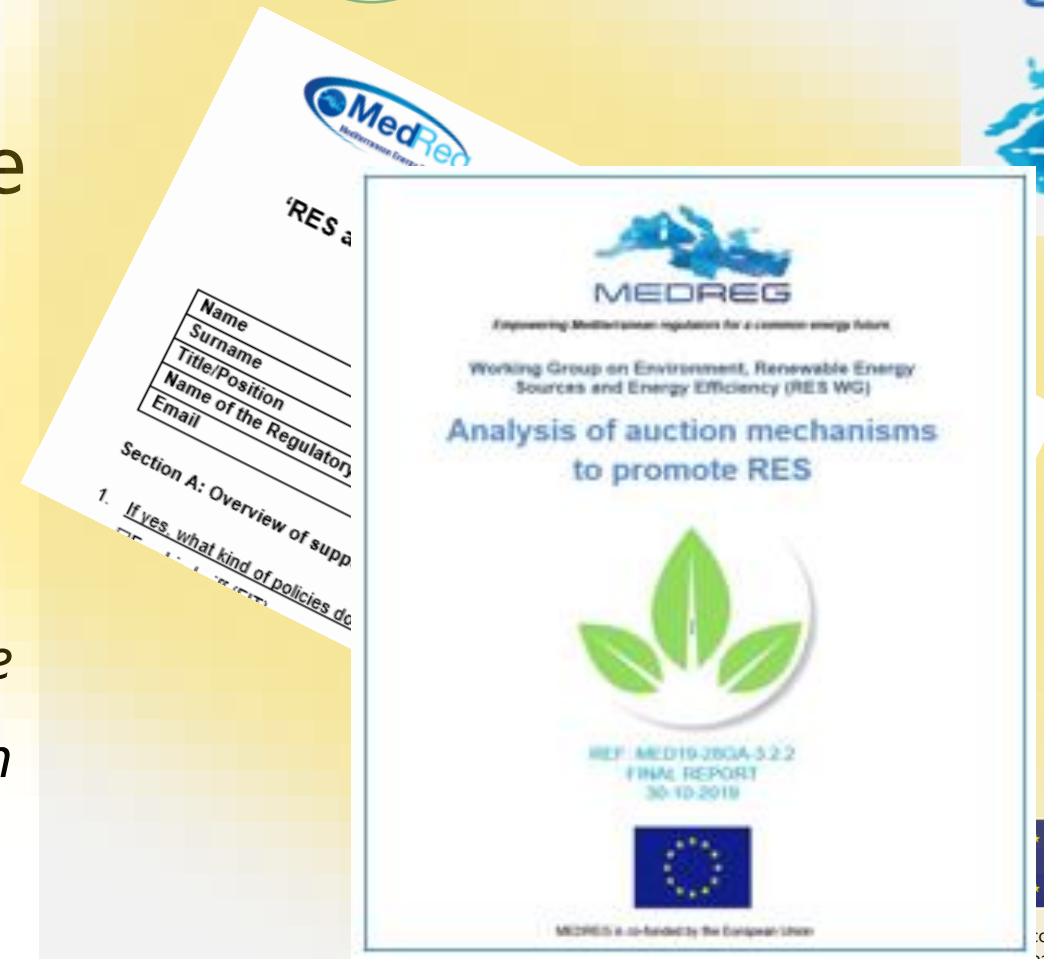 e
e
n
MedReg
'RES a
Name
Surname
Title/Position
Name of the Regulatory
Email
Section A: Overview of supp
1. If yes, what kind of policies do
MEDREG
Empowering Mediterranean regulators for a common energy future
Working Group on Environment, Renewable Energy
Sources and Energy Efficiency (RES WG)
Analysis of auction mechanisms
to promote RES
REF: MED19-28GA-3.2.2
FINAL REPORT
30-10-2019
MEDREG is co-funded by the European Union